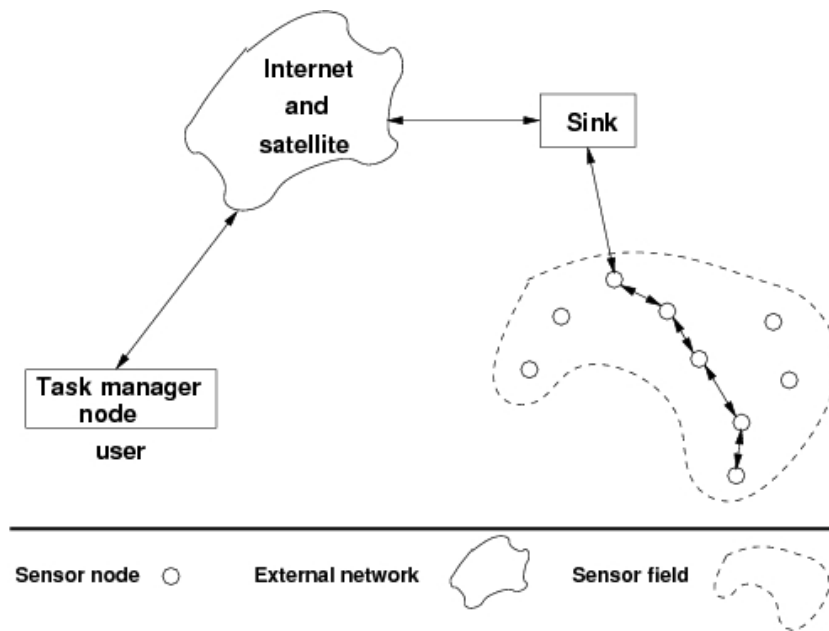 Internet
and
satellite
Sink
Task manager
node
user
Sensor node
External network
Sensor field